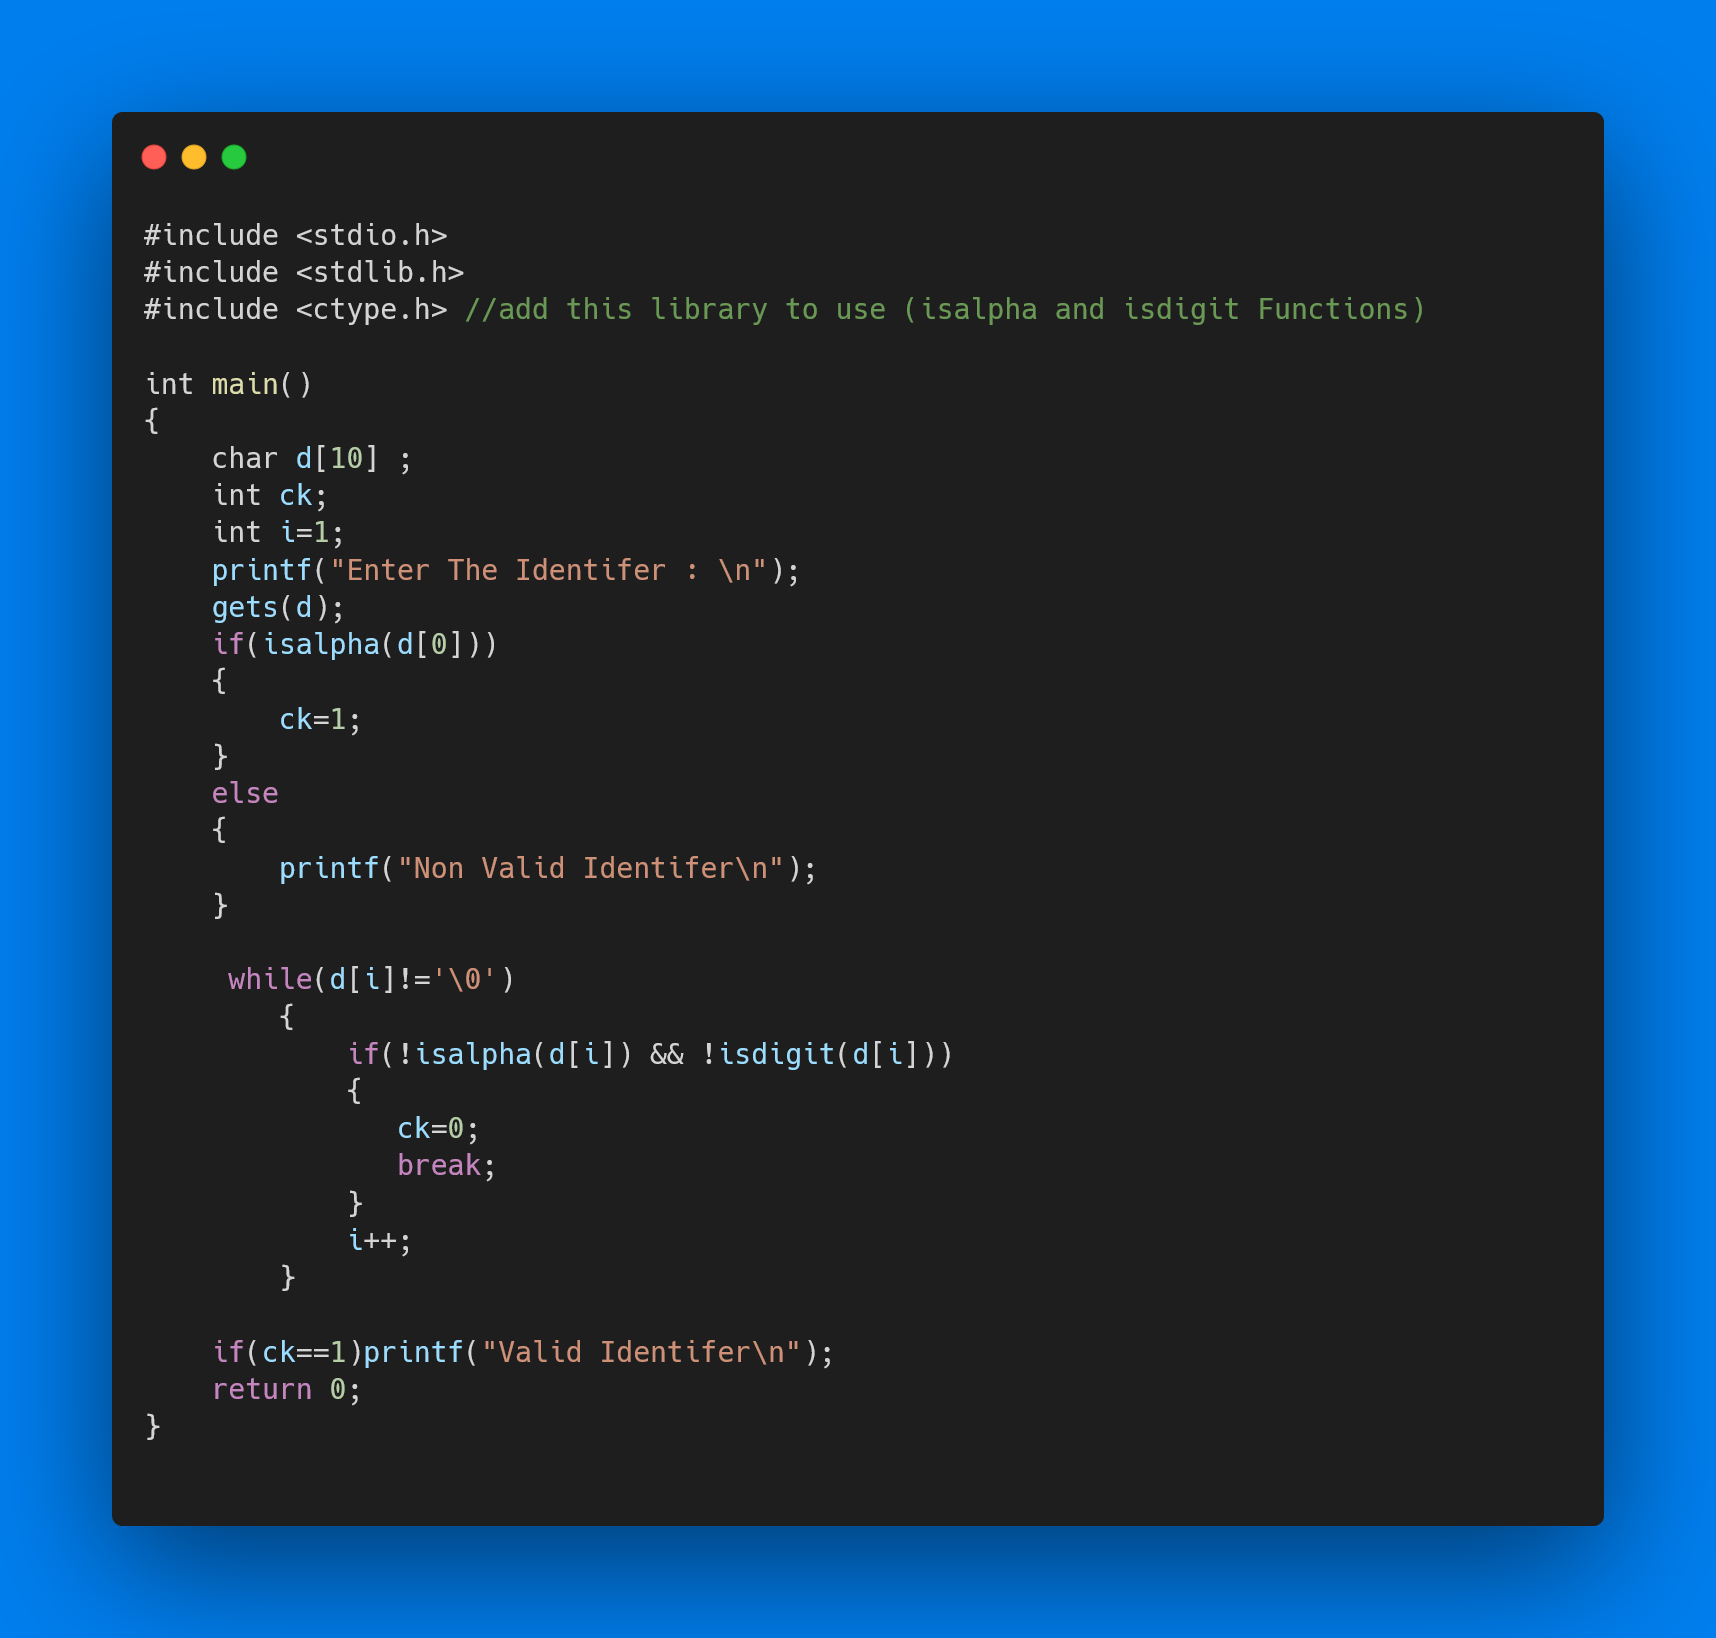 #include <stdio.h>
#include <stdlib.h>
#include <ctype.h> //add this library to use (isalpha and isdigit Functions)

int main()
{
    char d[10] ;
    int ck;
    int i=1;
    printf("Enter The Identifer : \n");
    gets(d);
    if(isalpha(d[0]))
    {
        ck=1;
    }
    else
    {
        printf("Non Valid Identifer\n");
    }

     while(d[i]!='\0')
        {
            if(!isalpha(d[i]) && !isdigit(d[i]))
            {
               ck=0;
               break;
            }
            i++;
        }

    if(ck==1)printf("Valid Identifer\n");
    return 0;
}